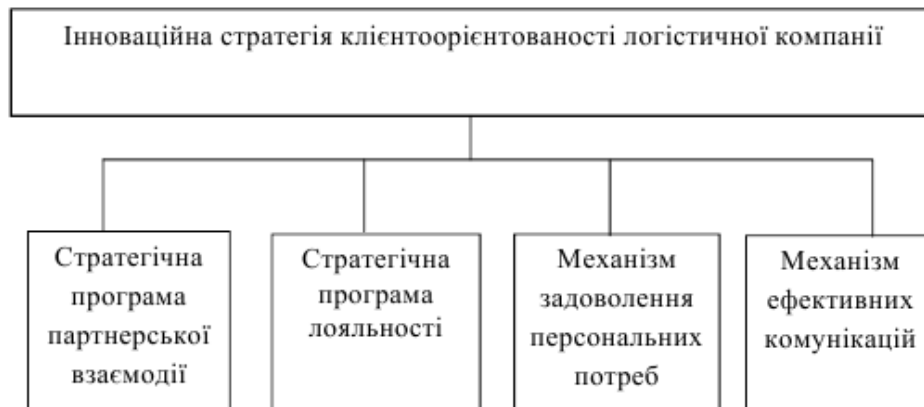 Інноваційна стратегія клієнтоорієнтованості логістичної компанії
Стратегічна
програма
партнерської
взаємодії
Стратегічна
програма
лояльності
Механізм
задоволення
персональних
потреб
Механізм
ефективних
комунікацій